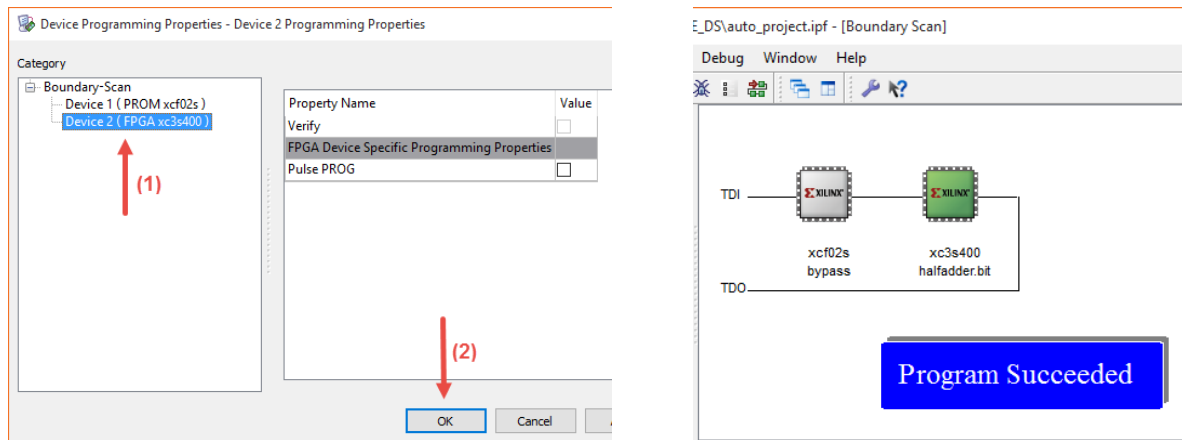 Device Programming Properties - Device 2 Programming Properties
Category
Boundary-Scan
Device 1 ( PROM xcf02s )
Device 2 ( FPGA xc3s400 )
(1)
Property Name Value
Verify
FPGA Device Specific Programming Properties
Pulse PROG
(2)
OK Cancel
E_DS\auto_project.ipf - [Boundary Scan]
Debug Window Help
TDI
XILINX XILINX
xcf02s xc3s400
bypass halfadder.bit
TDO
Program Succeeded